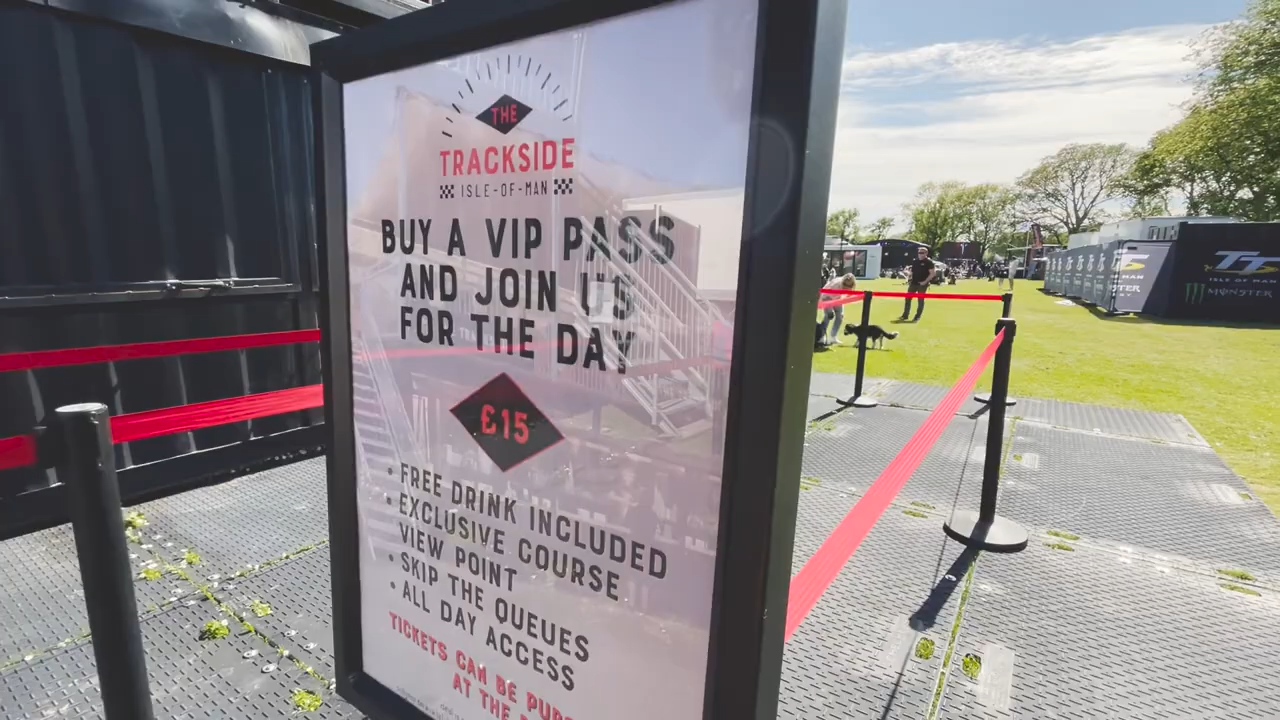 THE
TRACKSIDE
ISLE-OF-MAN
BUY A VIP PASS
AND JOIN US
FOR THE DAY
£15
• FREE DRINK INCLUDED
• EXCLUSIVE COURSE
VIEW POINT
• SKIP THE QUEUES
• ALL DAY ACCESS
TICKETS CAN BE
AT THE
TT
ISLE OF MAN
MONSTER